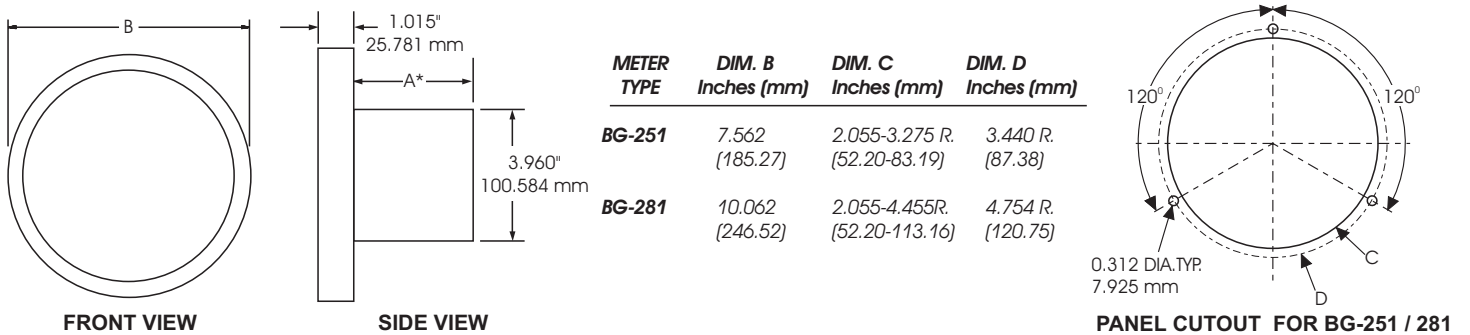 B
FRONT VIEW
1.015"
25.781 mm
A*
3.960"
100.584 mm
SIDE VIEW
METER TYPE DIM. B Inches (mm) DIM. C Inches (mm) DIM. D Inches (mm)
BG-251 7.562 2.055-3.275 R. 3.440 R.
(185.27) (52.20-83.19) (87.38)
BG-281 10.062 2.055-4.455R. 4.754 R.
(246.52) (52.20-113.16) (120.75)
120⁰ 120⁰
0.312 DIA.TYP.
7.925 mm
C
D
PANEL CUTOUT FOR BG-251 / 281